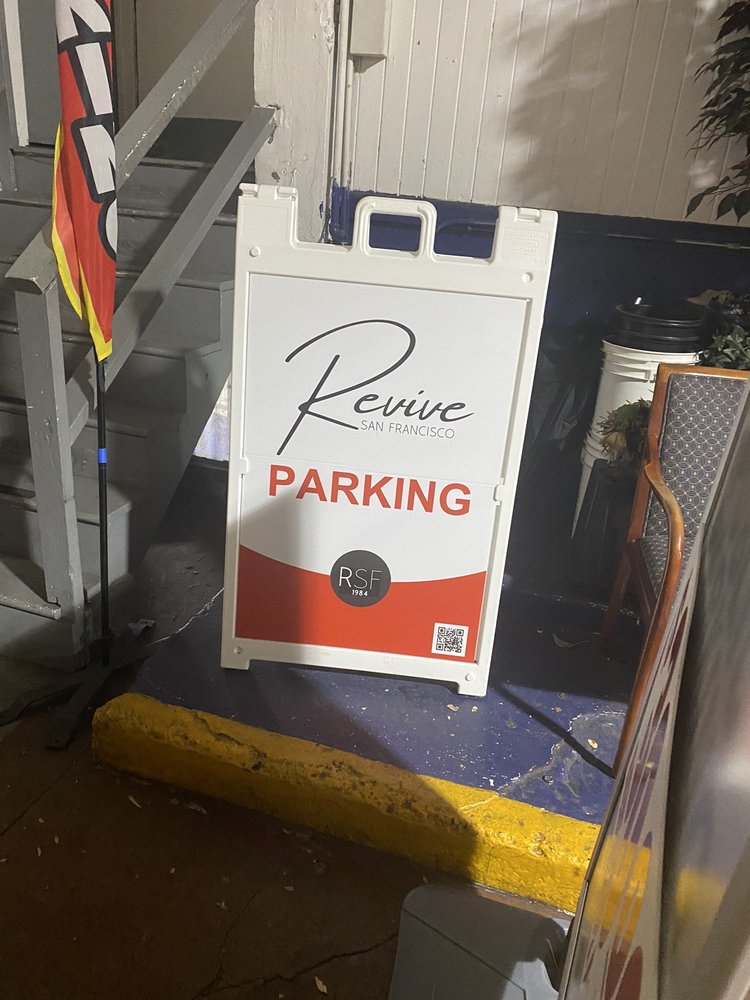 Revive
SAN FRANCISCO
PARKING
RSF
1984